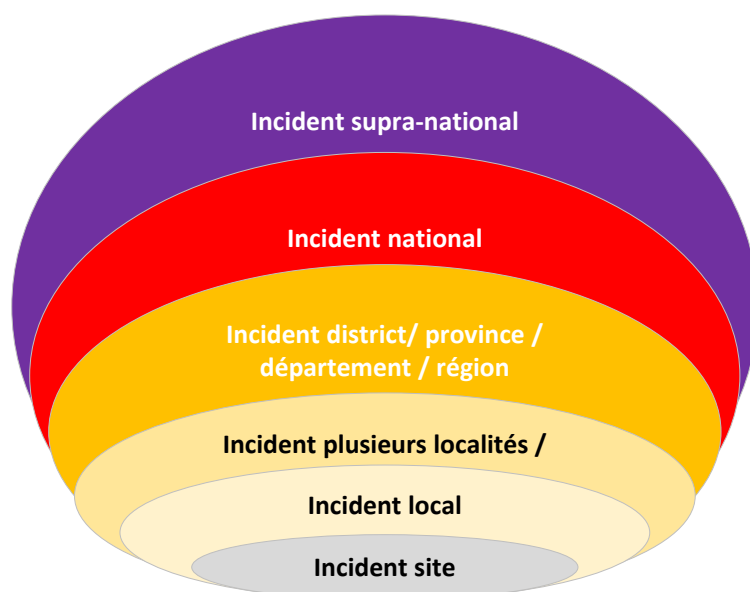 Incident supra-national
Incident national
Incident district/ province /
département / région
Incident plusieurs localités /
Incident local
Incident site